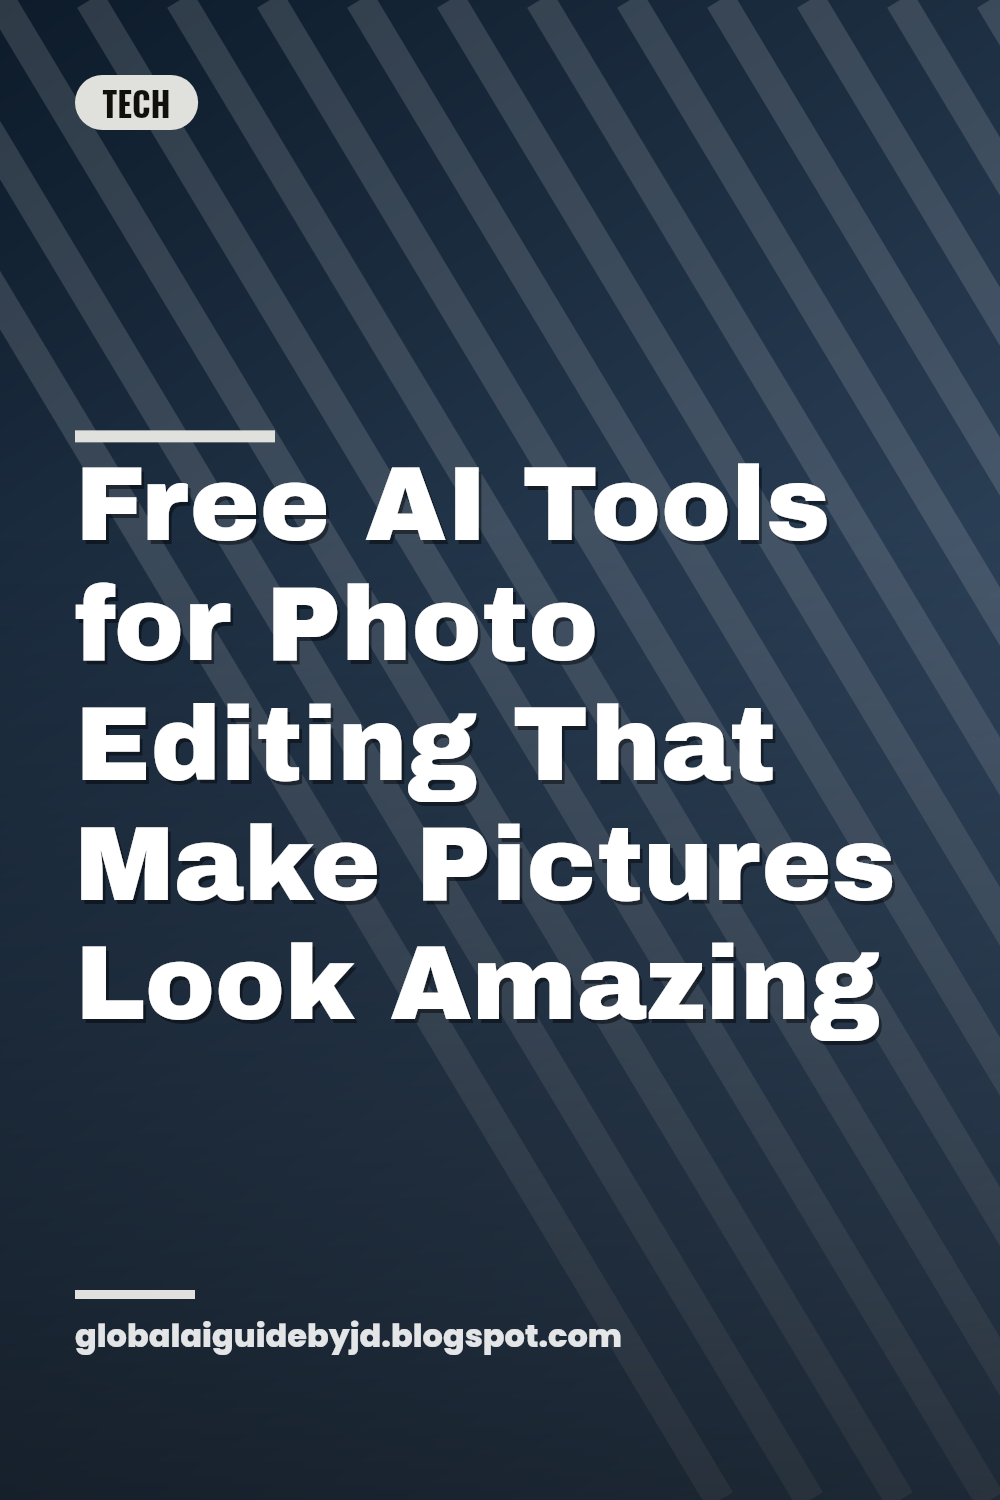 TECH
Free AI Tools
for Photo
Editing That
Make Pictures
Look Amazing
globalaiguidebyjd.blogspot.com